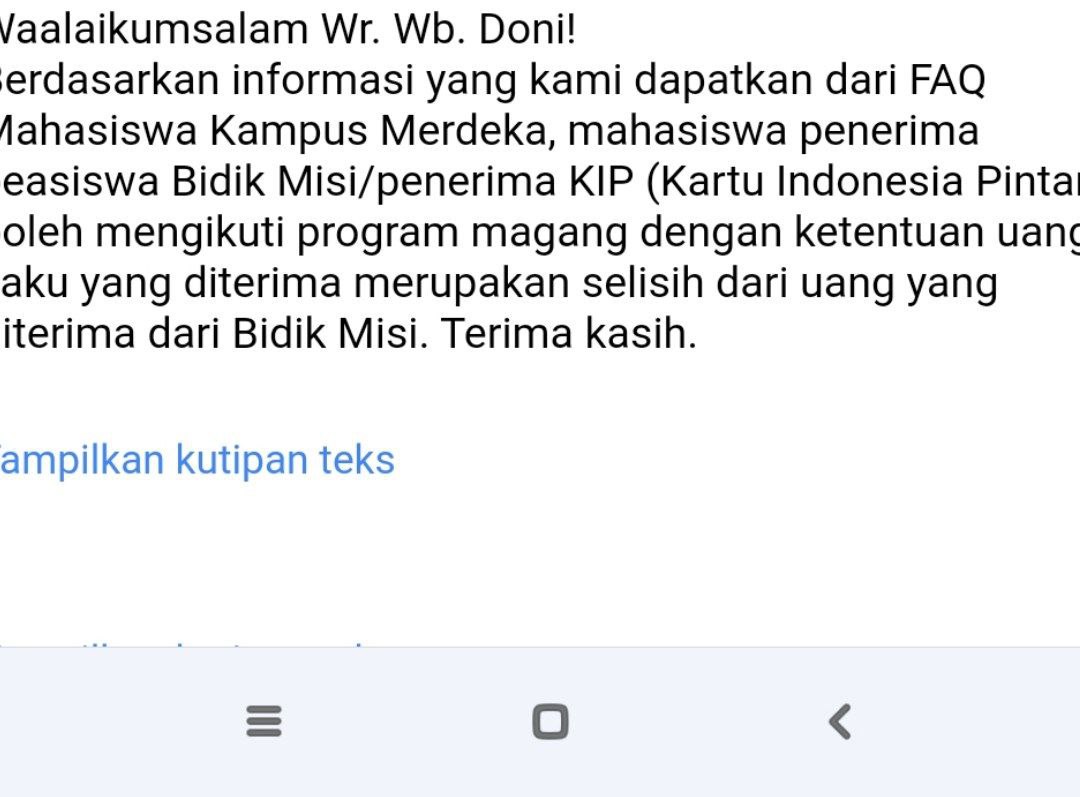 Waalaikumsalam Wr. Wb. Doni!
Berdasarkan informasi yang kami dapatkan dari FAQ
Mahasiswa Kampus Merdeka, mahasiswa penerima
beasiswa Bidik Misi/penerima KIP (Kartu Indonesia Pintar
boleh mengikuti program magang dengan ketentuan uang
saku yang diterima merupakan selisih dari uang yang
diterima dari Bidik Misi. Terima kasih.
Tampilkan kutipan teks